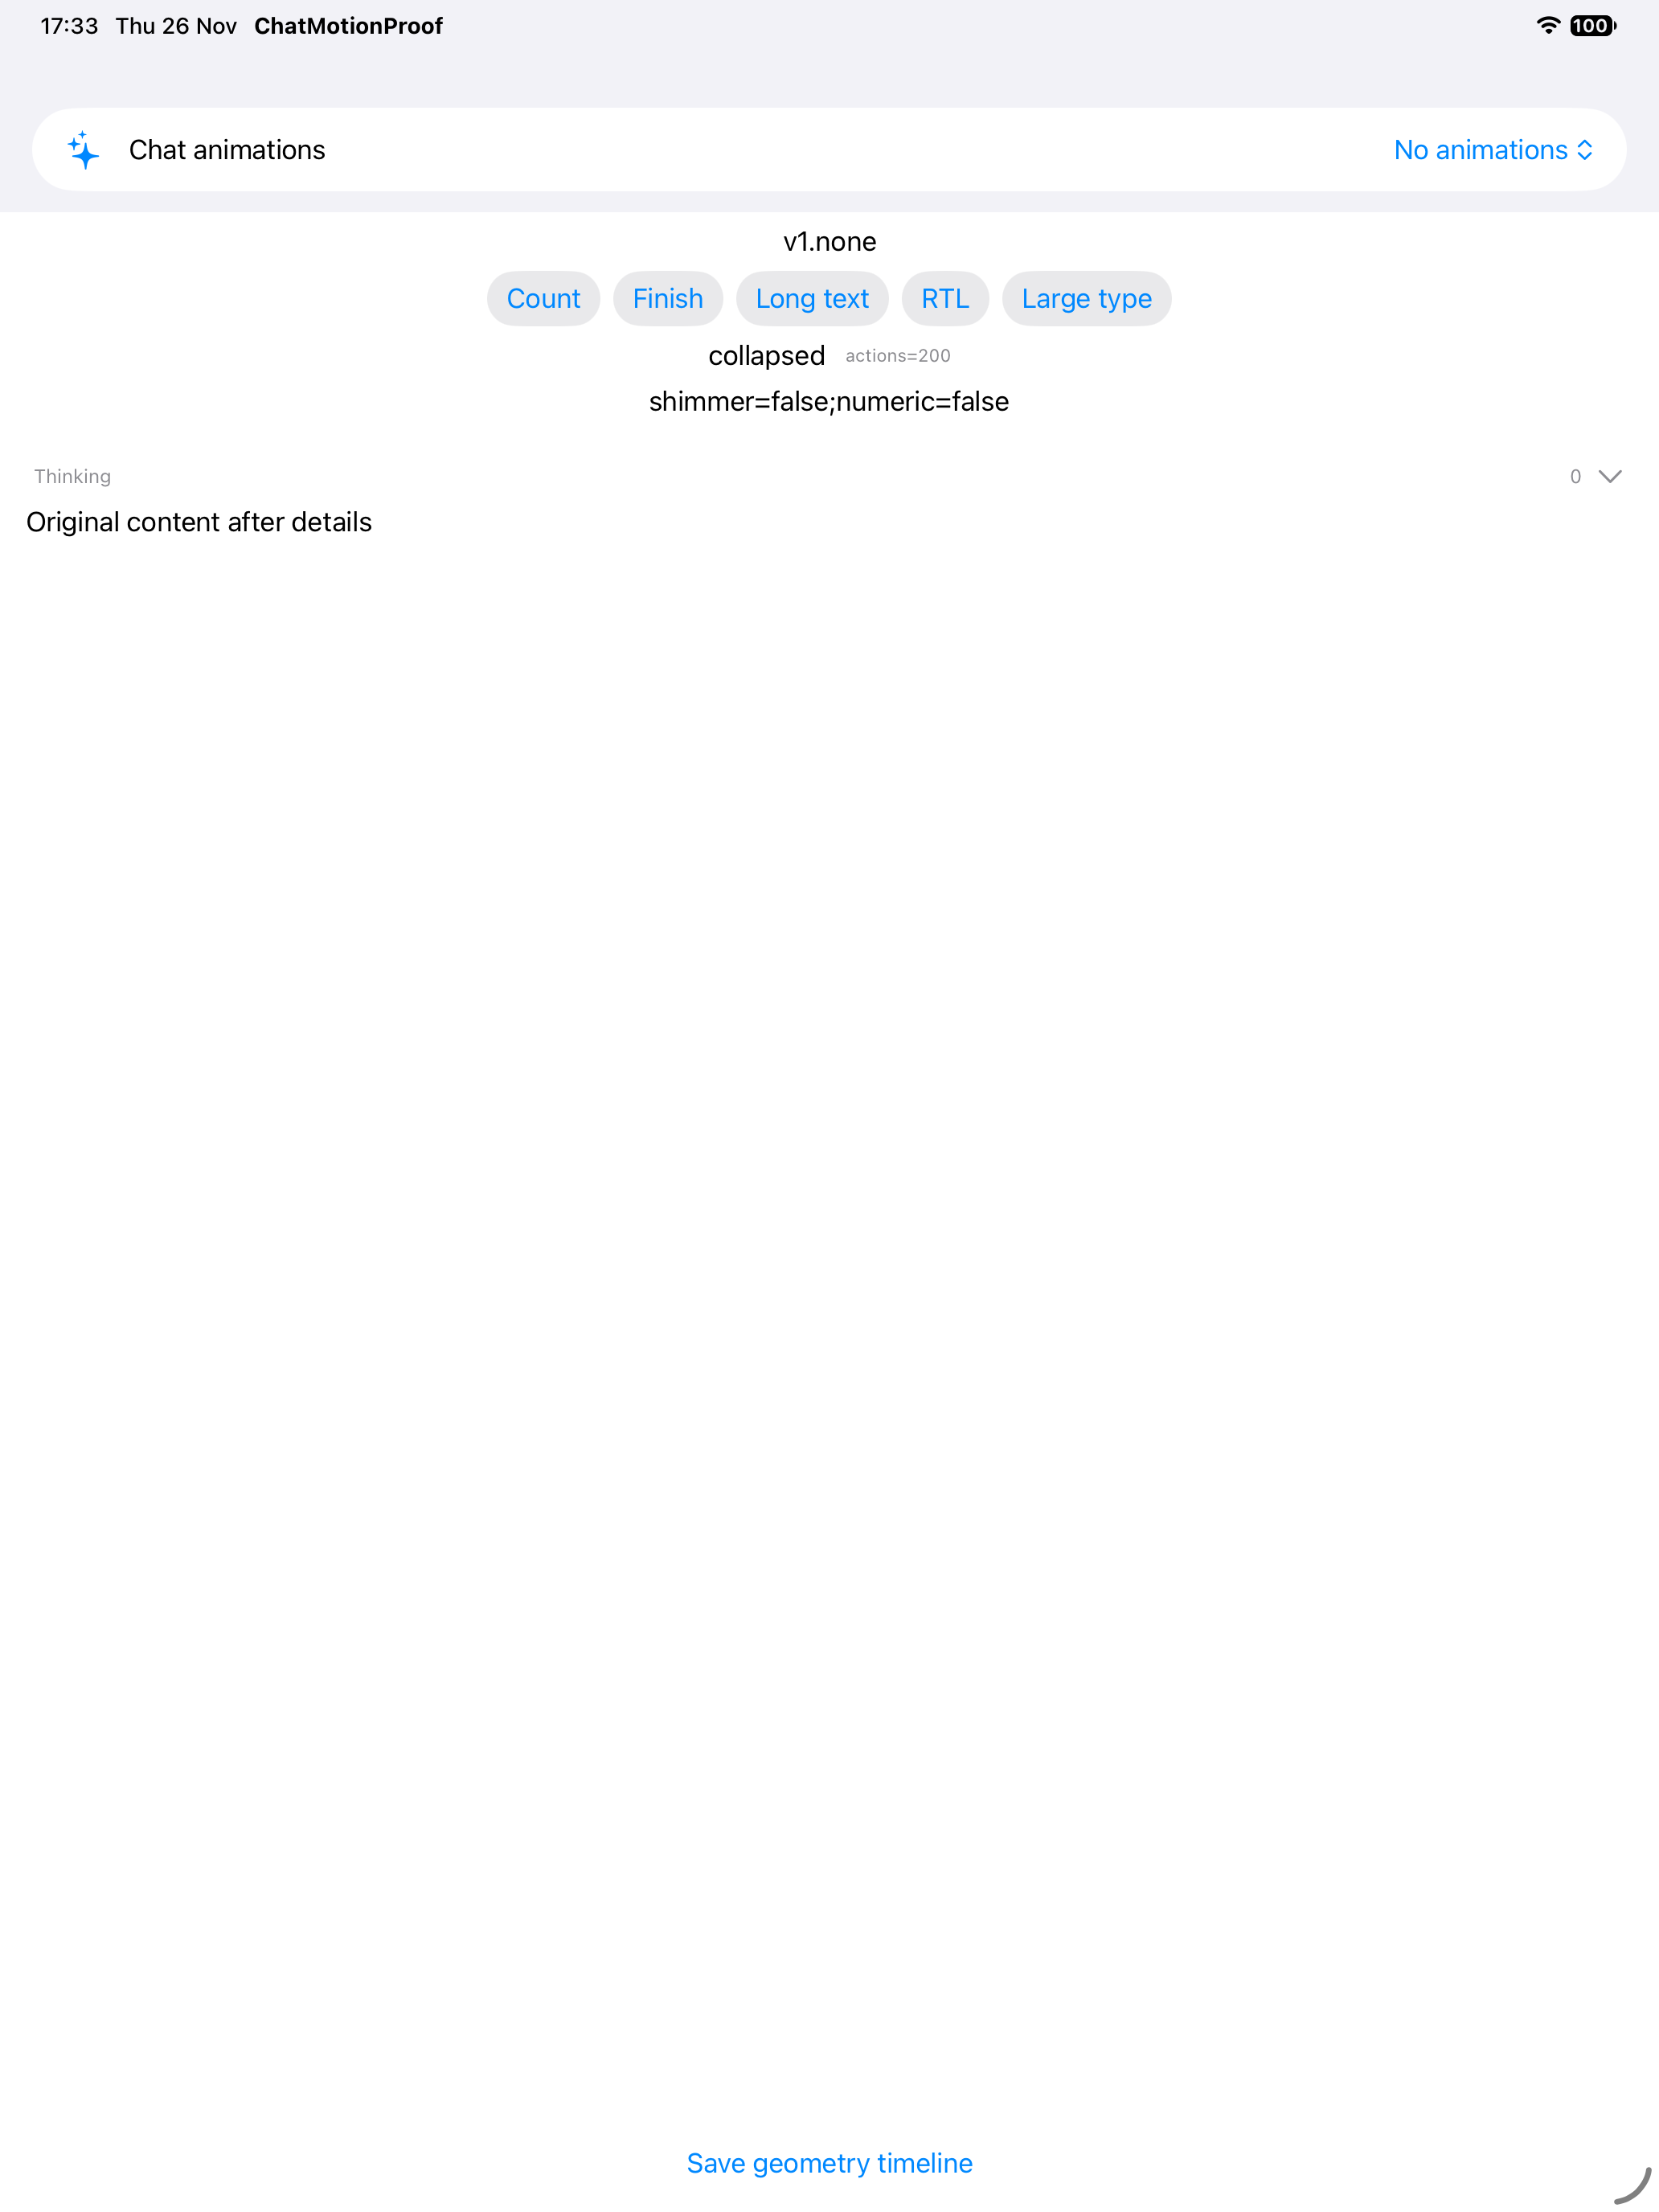 17:33 Thu 26 Nov ChatMotionProof 100
Chat animations No animations
v1.none
Count Finish Long text RTL Large type
collapsed actions=200
shimmer=false;numeric=false
Thinking 0
Original content after details
Save geometry timeline